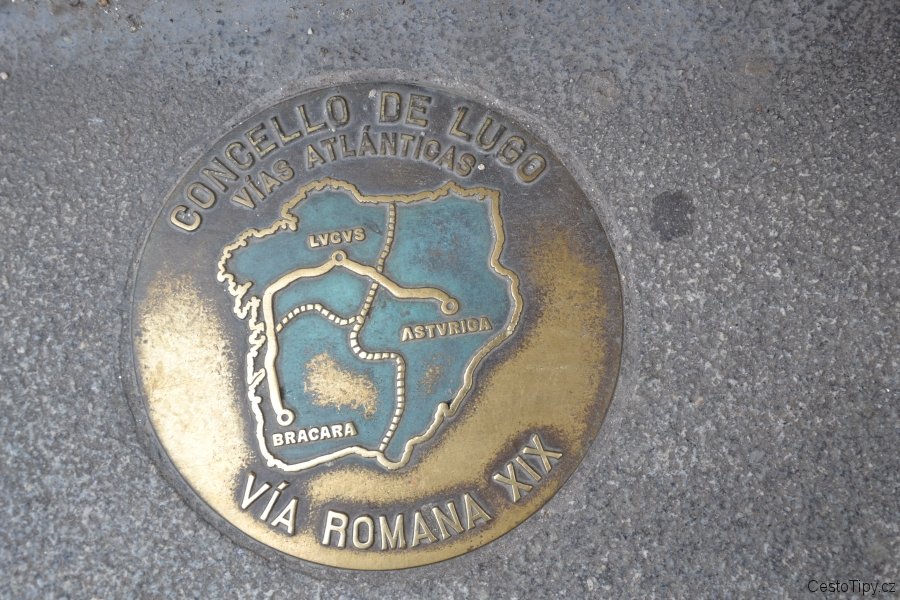 CONCELLO DE LUGO
VÍAS ATLÁNTICAS
LVCVS
ASTVRICA
BRACARA
VÍA ROMANA XIX
CestoTipy.cz